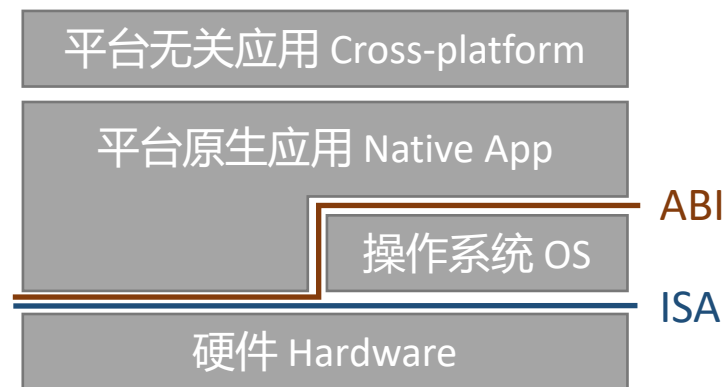 平台无关应用 Cross-platform
平台原生应用 Native App
ABI
操作系统 OS
ISA
硬件 Hardware